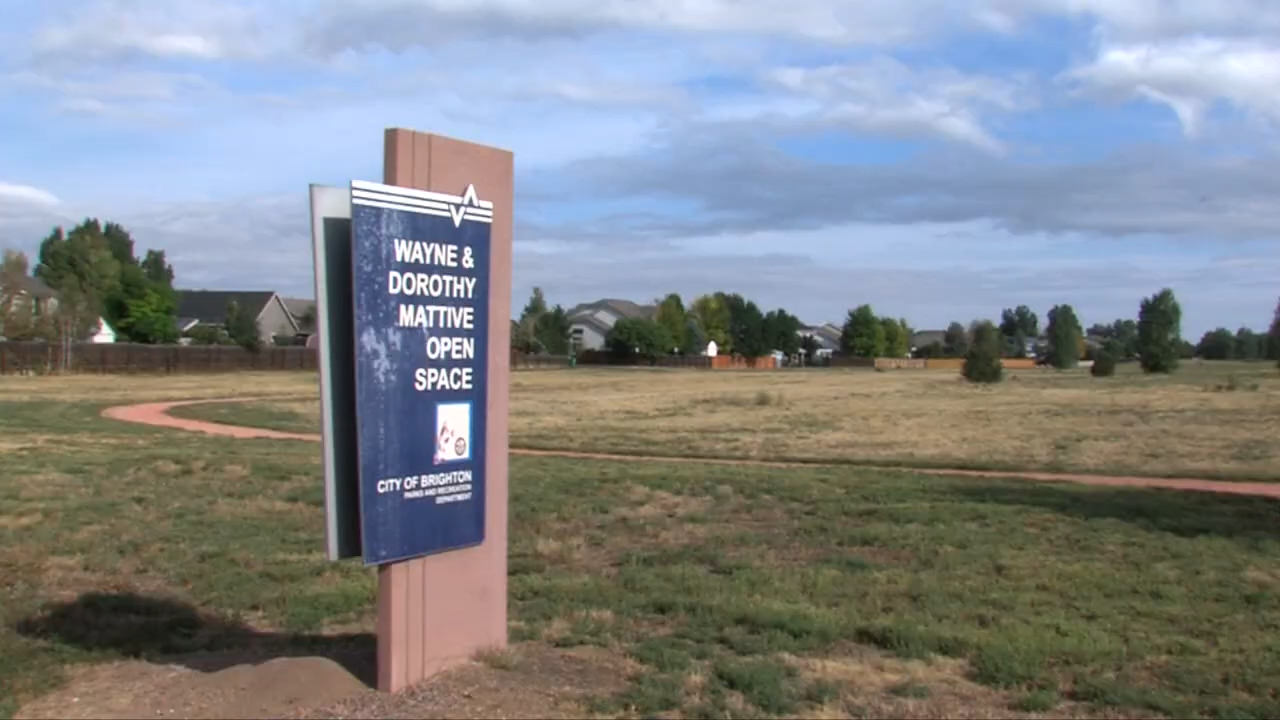 WAYNE &
DOROTHY
MATTIVE
OPEN
SPACE
CITY OF BRIGHTON
PARKS AND RECREATION
DEPARTMENT